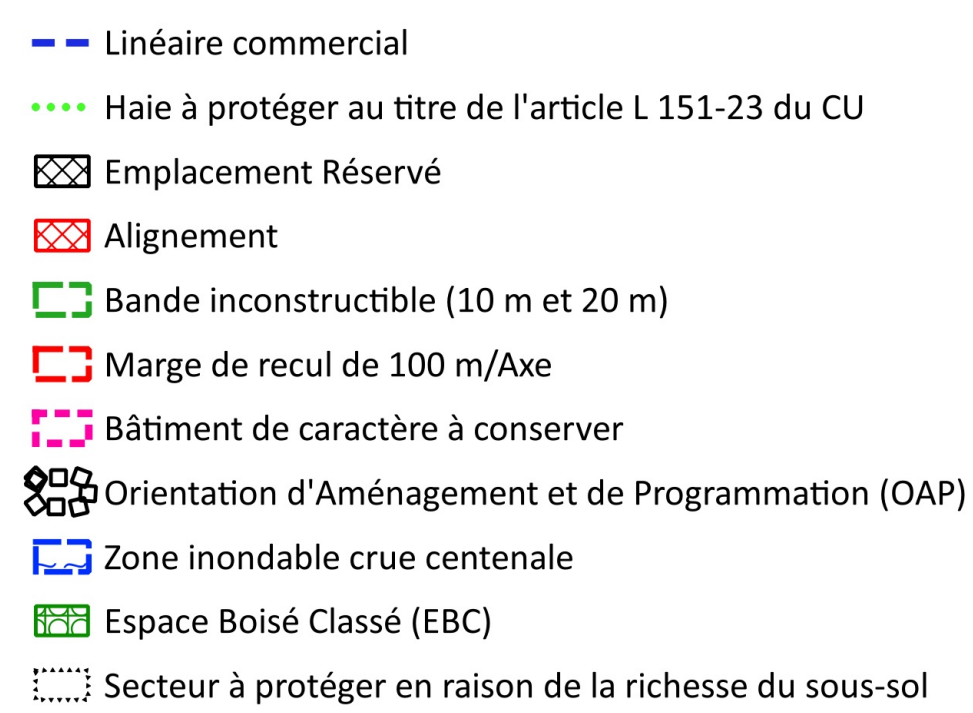 Linéaire commercial
Haie à protéger au titre de l'article L 151-23 du CU
Emplacement Réservé
Alignement
Bande inconstructible (10 m et 20 m)
Marge de recul de 100 m/Axe
Bâtiment de caractère à conserver
Orientation d'Aménagement et de Programmation (OAP)
Zone inondable crue centenale
Espace Boisé Classé (EBC)
Secteur à protéger en raison de la richesse du sous-sol